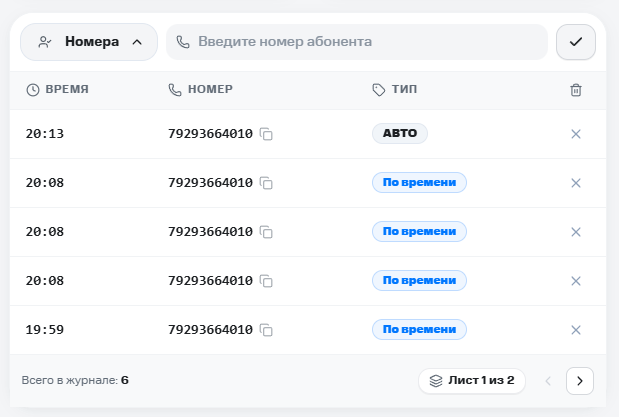 Номера Введите номер абонента
ВРЕМЯ НОМЕР ТИП
20:13 79293664010 АВТО
20:08 79293664010 По времени
20:08 79293664010 По времени
20:08 79293664010 По времени
19:59 79293664010 По времени
Всего в журнале: 6 Лист 1 из 2